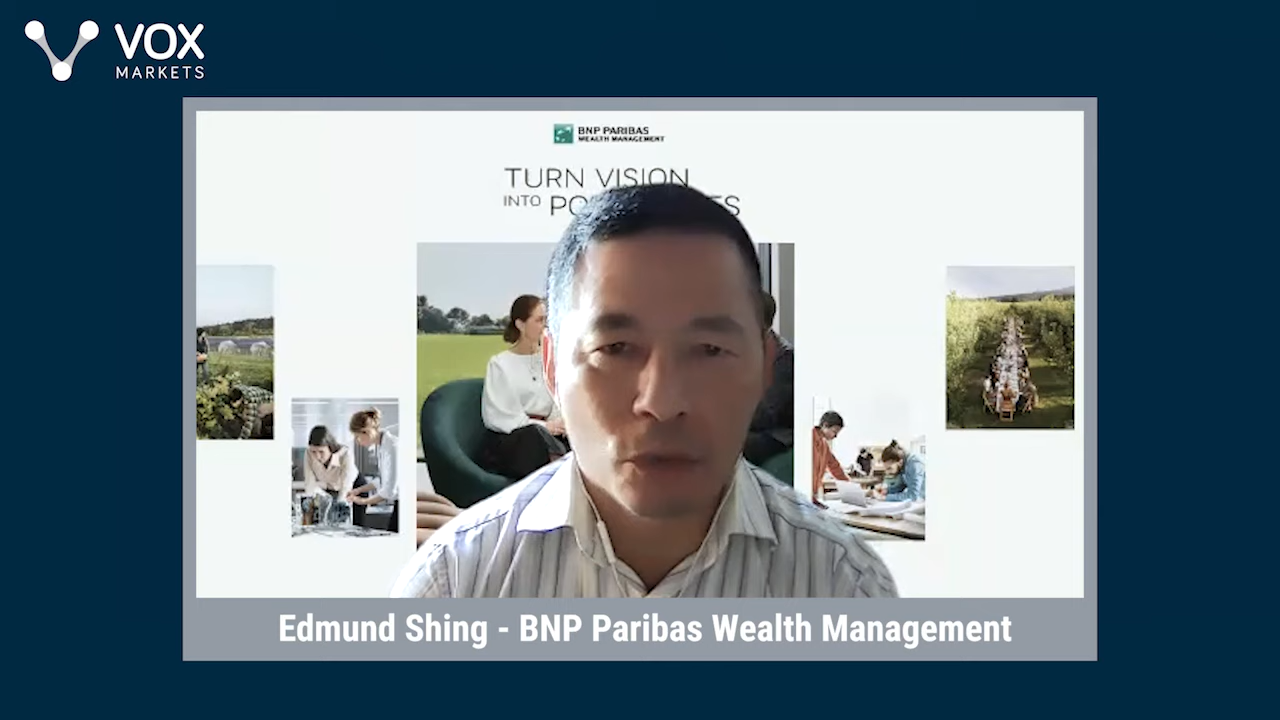 VOX
MARKETS
BNP PARIBAS
WEALTH MANAGEMENT
TURN VISION
INTO
Edmund Shing - BNP Paribas Wealth Management